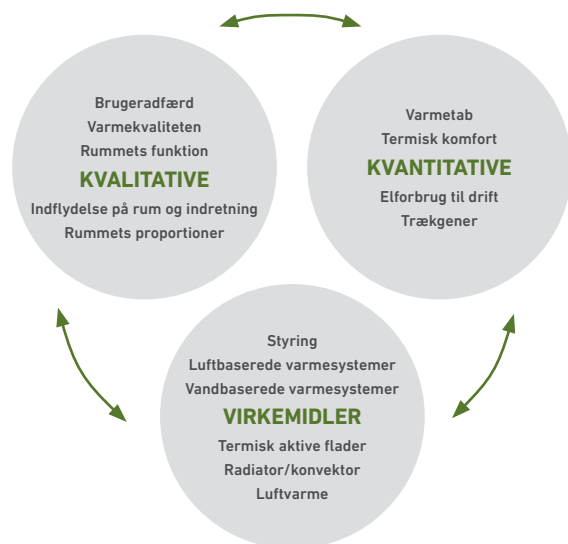 Brugeradfærd
Varmekvaliteten
Rummets funktion
KVALITATIVE
Indflydelse på rum og indretning
Rummets proportioner
Varmetab
Termisk komfort
KVANTITATIVE
Elforbrug til drift
Trækgener
Styring
Luftbaserede varmesystemer
Vandbaserede varmesystemer
VIRKEMIDLER
Termisk aktive flader
Radiator/konvektor
Luftvarme